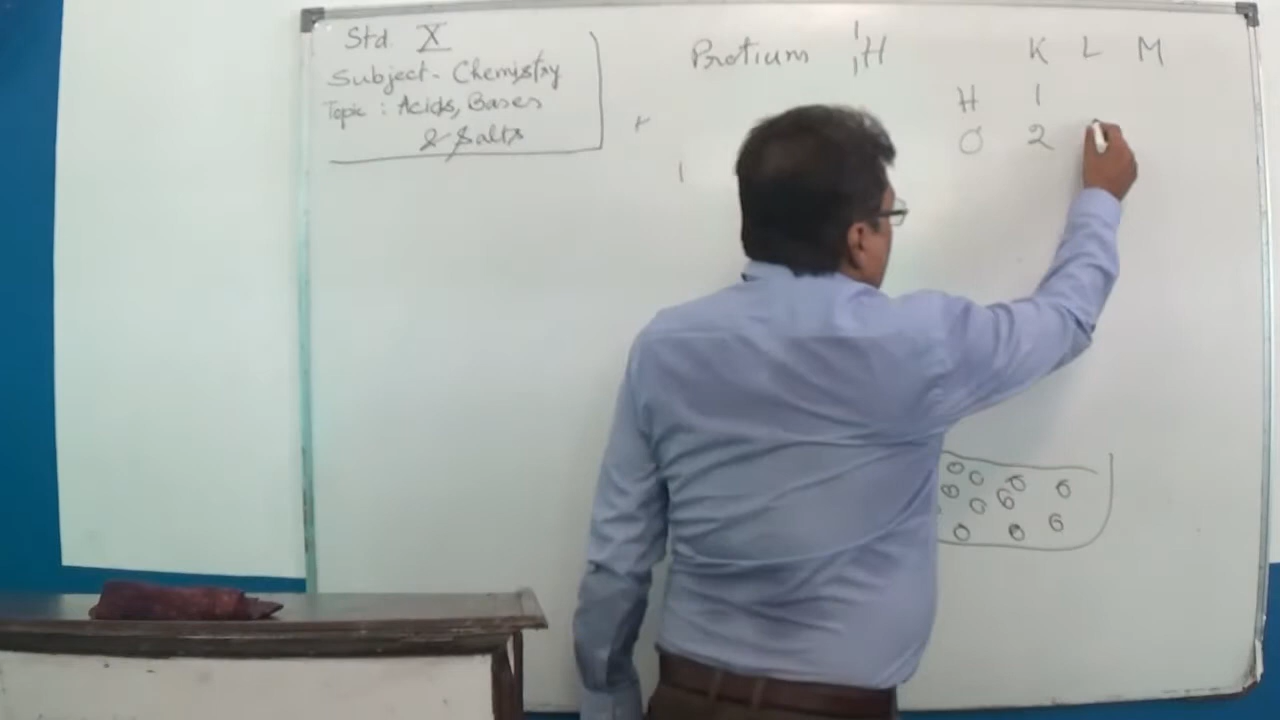 Std. X
Subject - Chemistry
Topic : Acids, Bases
& Salts
Protium ¹₁H
K L M
H 1
O 2